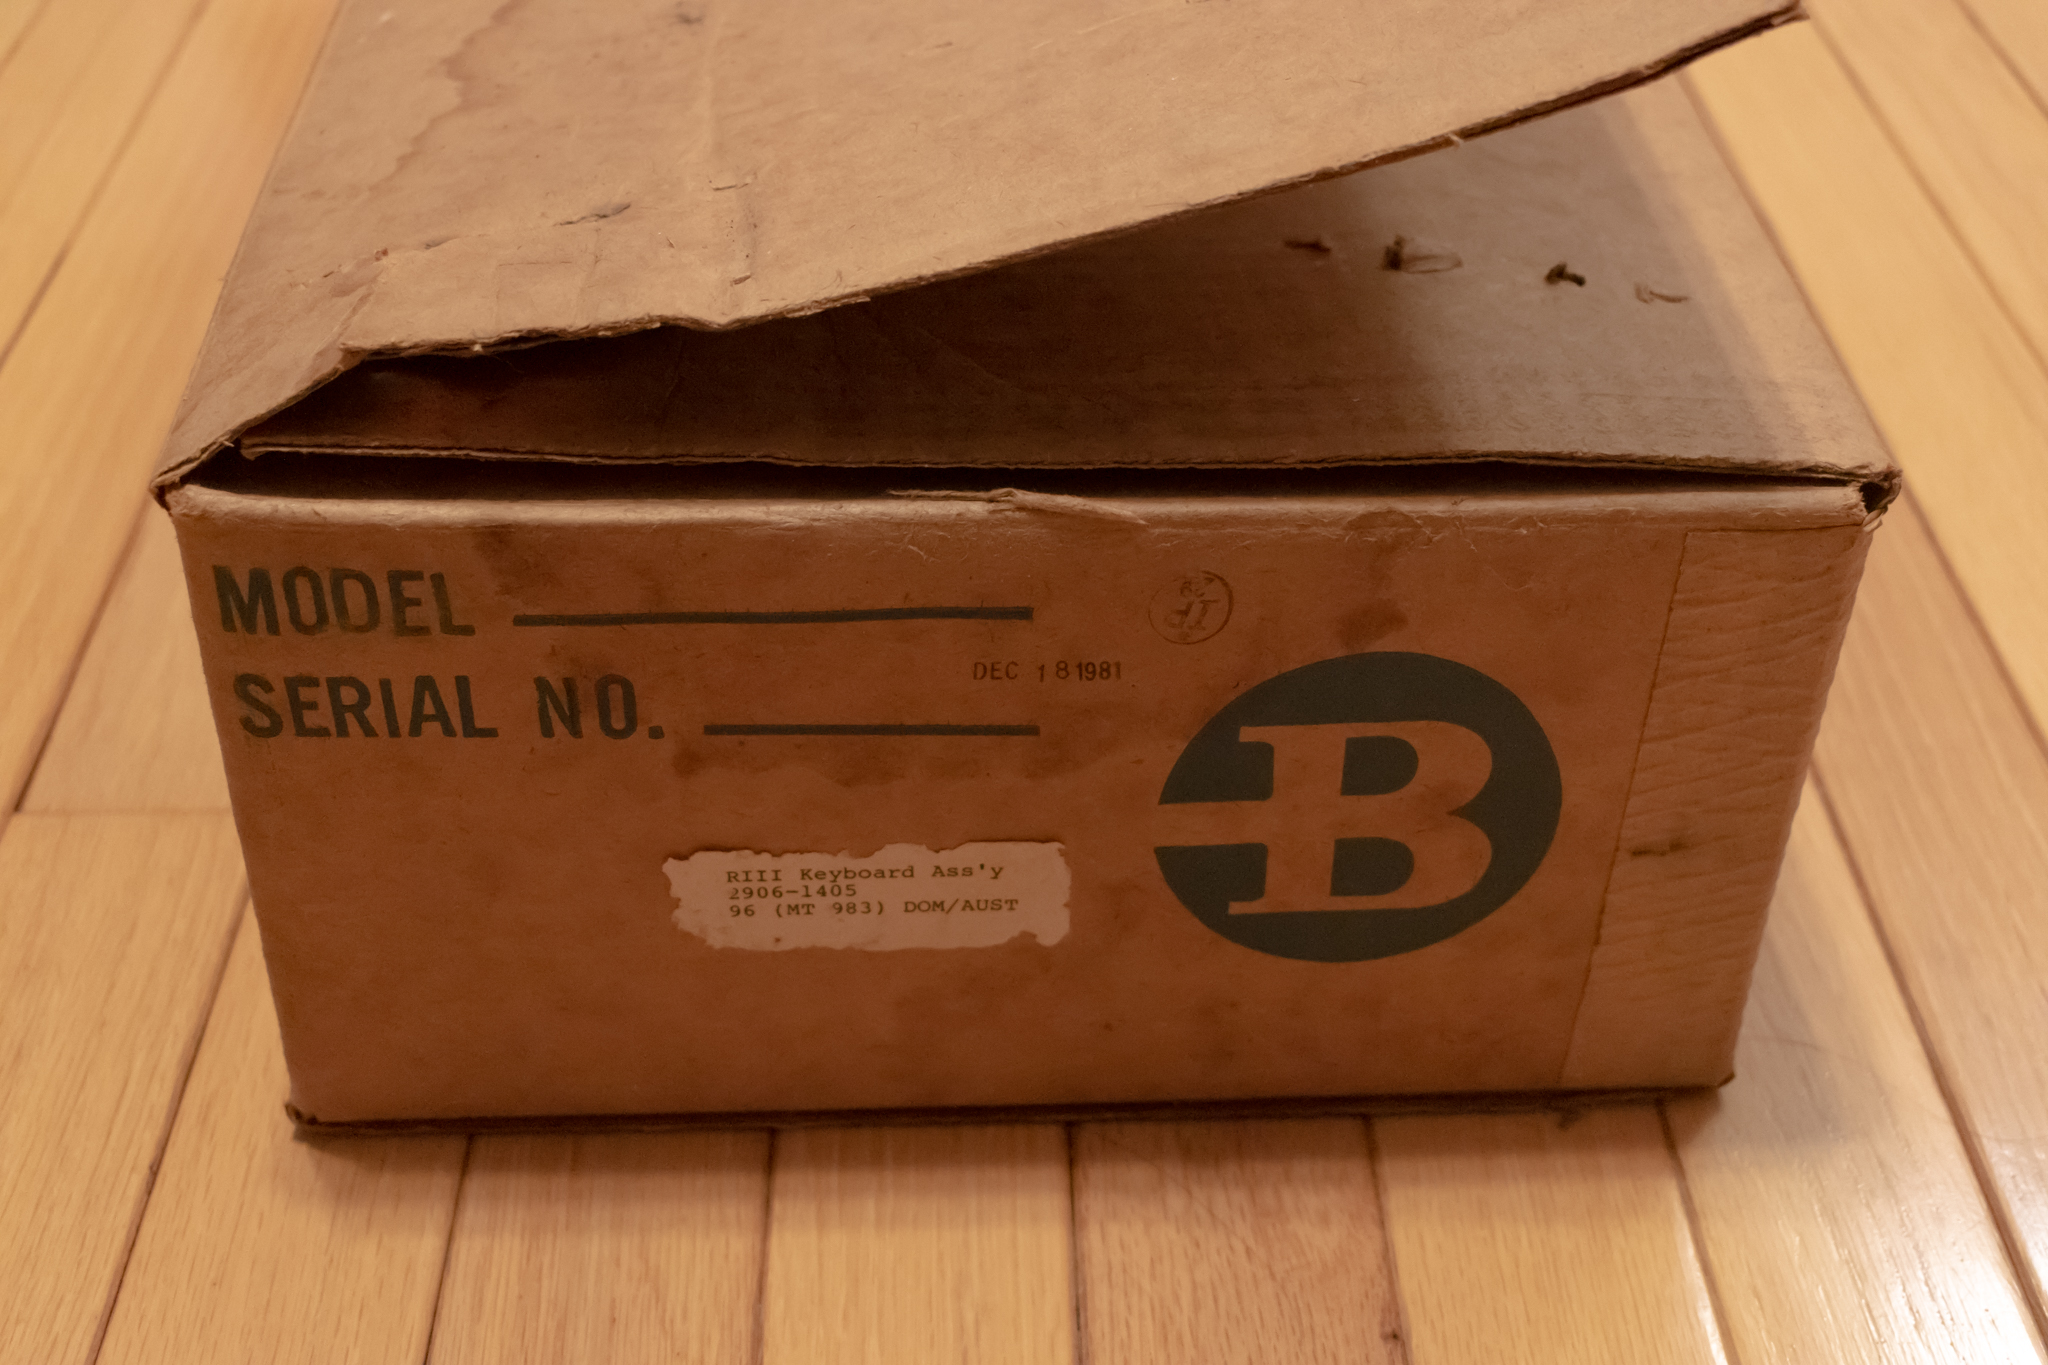 MODEL
DEC 18 1981
SERIAL NO.
B
RIII Keyboard Ass'y
2906-1405
96 (MT 983) DOM/AUST